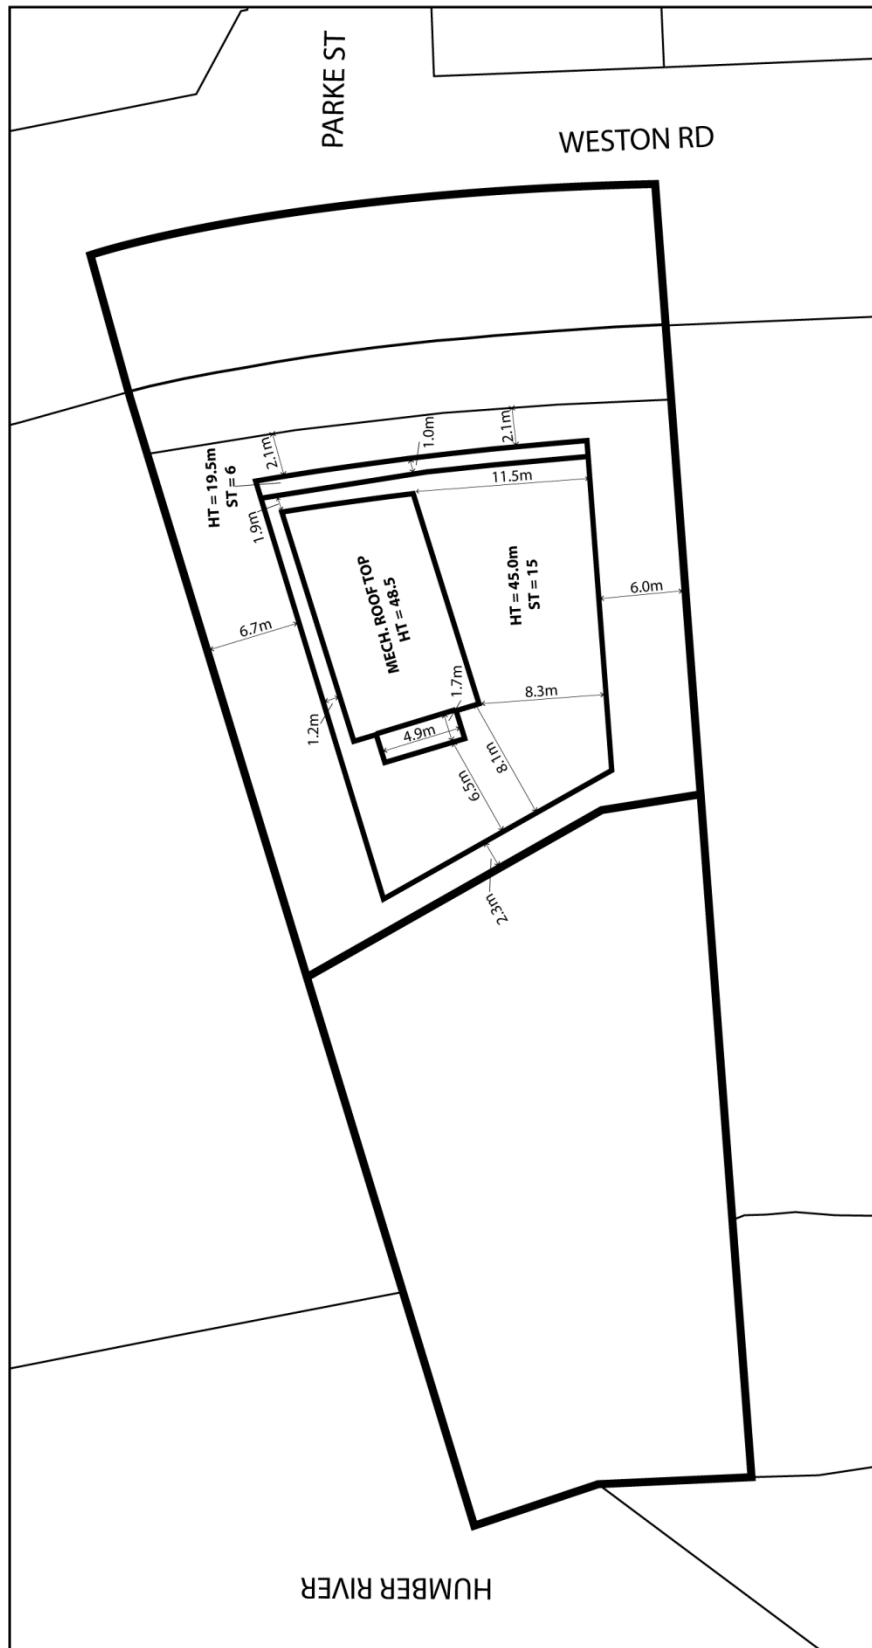 PARKE ST
WESTON RD
2.1m
1.0m
2.1m
HT = 19.5m
ST = 6
1.9m
11.5m
MECH. ROOF TOP
HT = 48.5
HT = 45.0m
ST = 15
6.0m
6.7m
1.2m
1.7m
8.3m
4.9m
8.1m
6.5m
2.3m
HUMBER RIVER